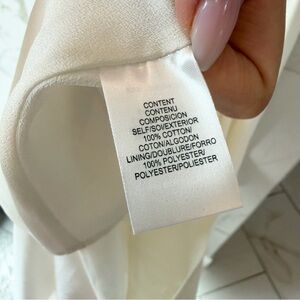 CONTENT
CONTENU
COMPOSICION
SELF/SOI/EXTERIOR
100% COTTON/
COTON/ALGODON
LINING/DOUBLURE/FORRO
100% POLYESTER/
POLYESTER/POLIESTER